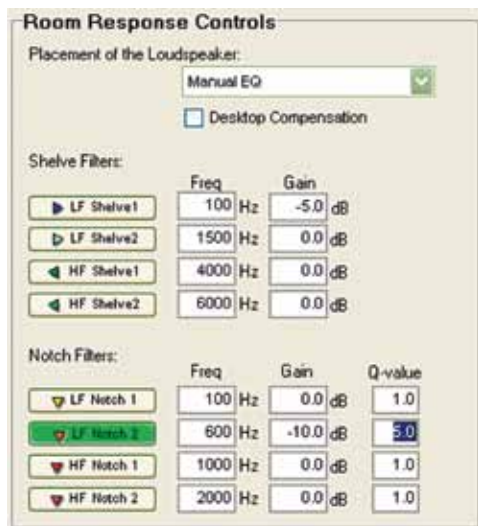 Room Response Controls
Placement of the Loudspeaker:
Manual EQ
Desktop Compensation
Shelve Filters:
Freq Gain
LF Shelve1 100 Hz -5.0 dB
LF Shelve2 1500 Hz 0.0 dB
HF Shelve1 4000 Hz 0.0 dB
HF Shelve2 6000 Hz 0.0 dB
Notch Filters:
Freq Gain Q-value
LF Notch 1 100 Hz 0.0 dB 1.0
LF Notch 2 600 Hz -10.0 dB 5.0
HF Notch 1 1000 Hz 0.0 dB 1.0
HF Notch 2 2000 Hz 0.0 dB 1.0